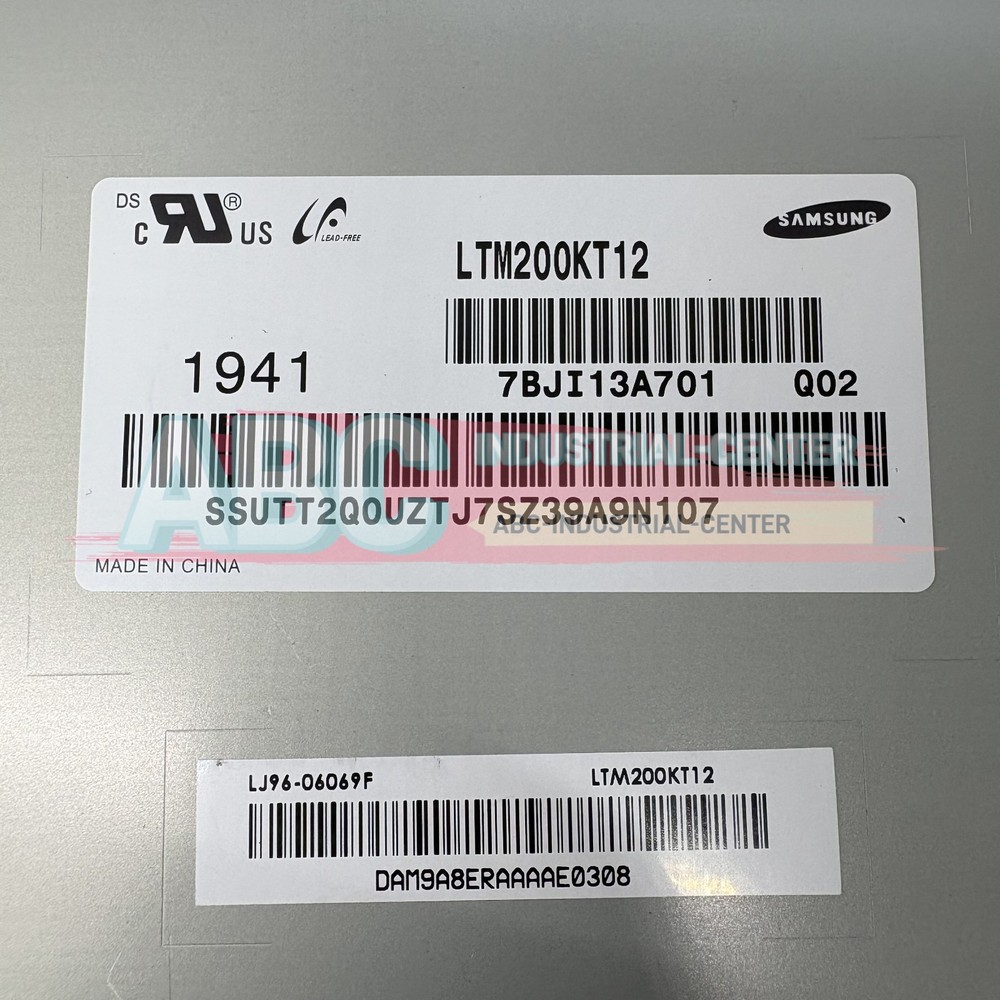 DS
c RU ® US
LEAD-FREE
SAMSUNG
LTM200KT12
1941
7BJI13A701 Q02
ABC INDUSTRIAL-CENTER
SSUTT2Q0UZTJ7SZ39A9N107
ABC-INDUSTRIAL-CENTER
MADE IN CHINA
LJ96-06069F LTM200KT12
DAM9A8ERAAAAE0308